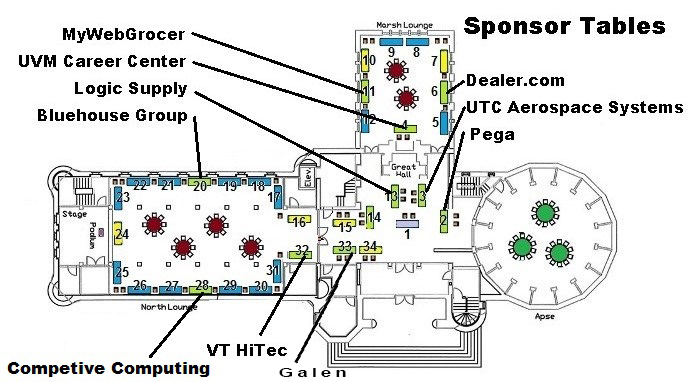 Marsh Lounge
Sponsor Tables
MyWebGrocer
UVM Career Center
Logic Supply
Bluehouse Group
Dealer.com
UTC Aerospace Systems
Pega
9 8
10 7
11 6
12 5
4
Great
Hall
Elev.
13 3
14 2
15 1
16
33 34
32
22 21 20 19 18
23 17
24
25 31
26 27 28 29 30
Stage
Podium
North Lounge
Apse
VT HiTec
Competive Computing
Galen